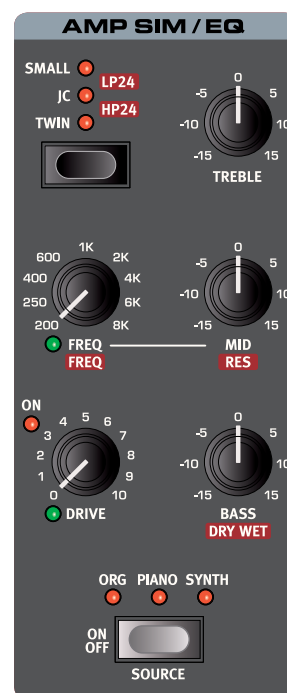 AMP SIM / EQ
SMALL
LP24
JC
HP24
TWIN
0
-5 5
-10 10
-15 15
TREBLE
1K
600 2K
400 4K
250 6K
200 8K
FREQ
FREQ
0
-5 5
-10 10
-15 15
MID
RES
ON
5
4 6
3 7
2 8
1 9
0 10
DRIVE
0
-5 5
-10 10
-15 15
BASS
DRY WET
ORG PIANO SYNTH
ON
OFF
SOURCE